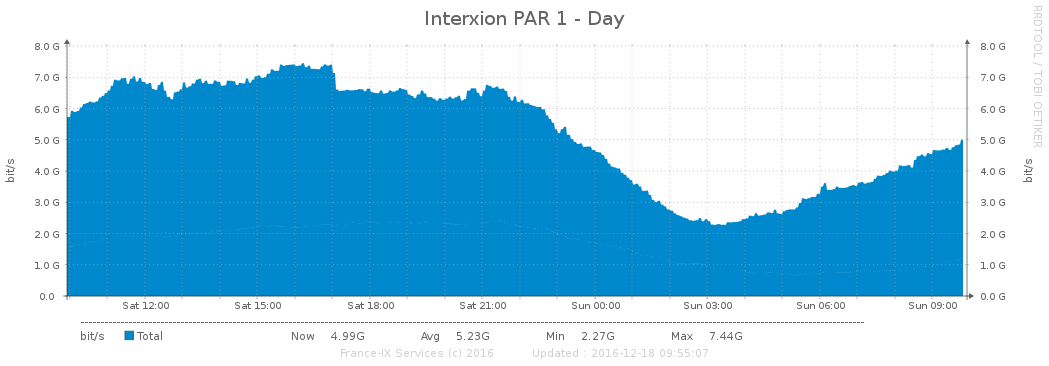 Interxion PAR 1 - Day
RRDTOOL / TOBI OETIKER
bit/s
8.0 G 8.0 G
7.0 G 7.0 G
6.0 G 6.0 G
5.0 G 5.0 G
4.0 G 4.0 G
3.0 G 3.0 G
2.0 G 2.0 G
1.0 G 1.0 G
0.0 0.0 G
bit/s
Sat 12:00 Sat 15:00 Sat 18:00 Sat 21:00 Sun 00:00 Sun 03:00 Sun 06:00 Sun 09:00
bit/s Total Now 4.99G Avg 5.23G Min 2.27G Max 7.44G
France-IX Services (c) 2016 Updated : 2016-12-18 09:55:07